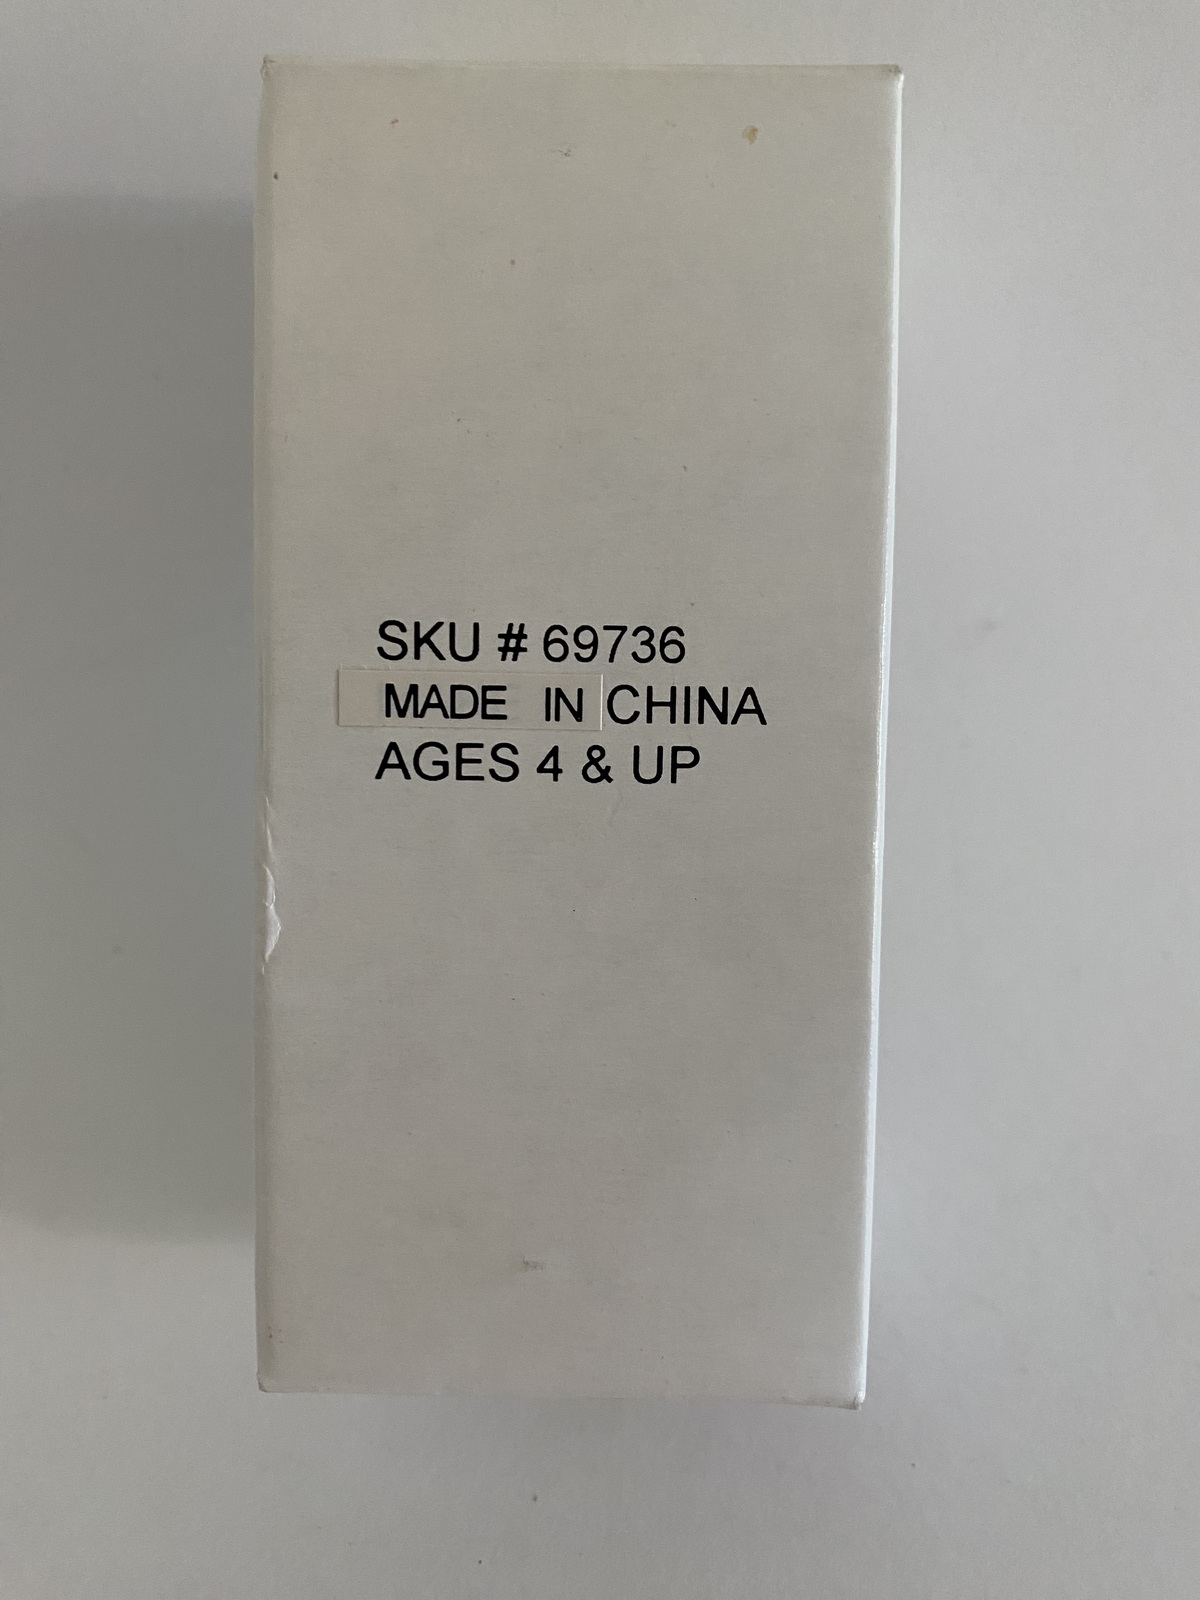 SKU # 69736
MADE IN CHINA
AGES 4 & UP